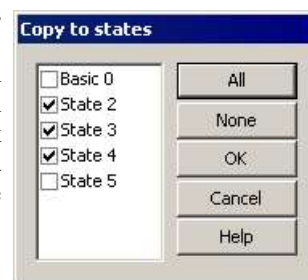 Copy to states
Basic 0
State 2
State 3
State 4
State 5
All
None
OK
Cancel
Help